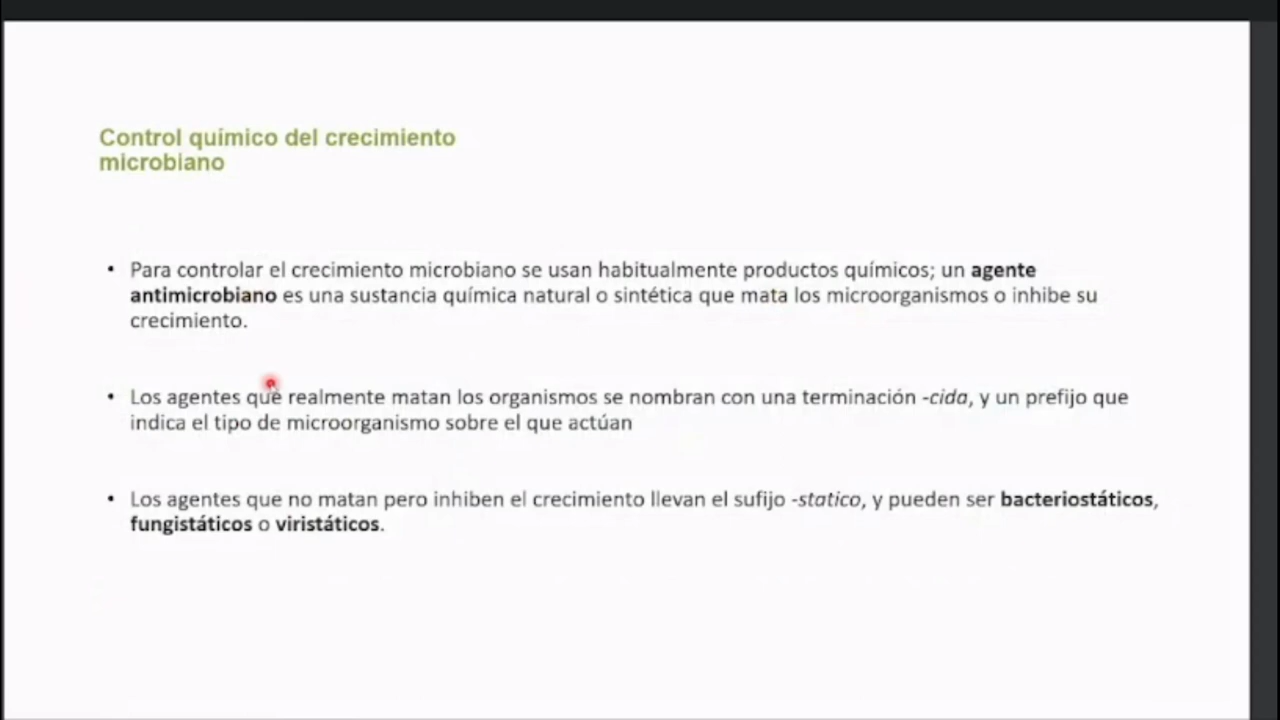 Control químico del crecimiento
microbiano
• Para controlar el crecimiento microbiano se usan habitualmente productos químicos; un agente
antimicrobiano es una sustancia química natural o sintética que mata los microorganismos o inhibe su
crecimiento.
• Los agentes que realmente matan los organismos se nombran con una terminación -cida, y un prefijo que
indica el tipo de microorganismo sobre el que actúan
• Los agentes que no matan pero inhiben el crecimiento llevan el sufijo -statico, y pueden ser bacteriostáticos,
fungistáticos o viristáticos.